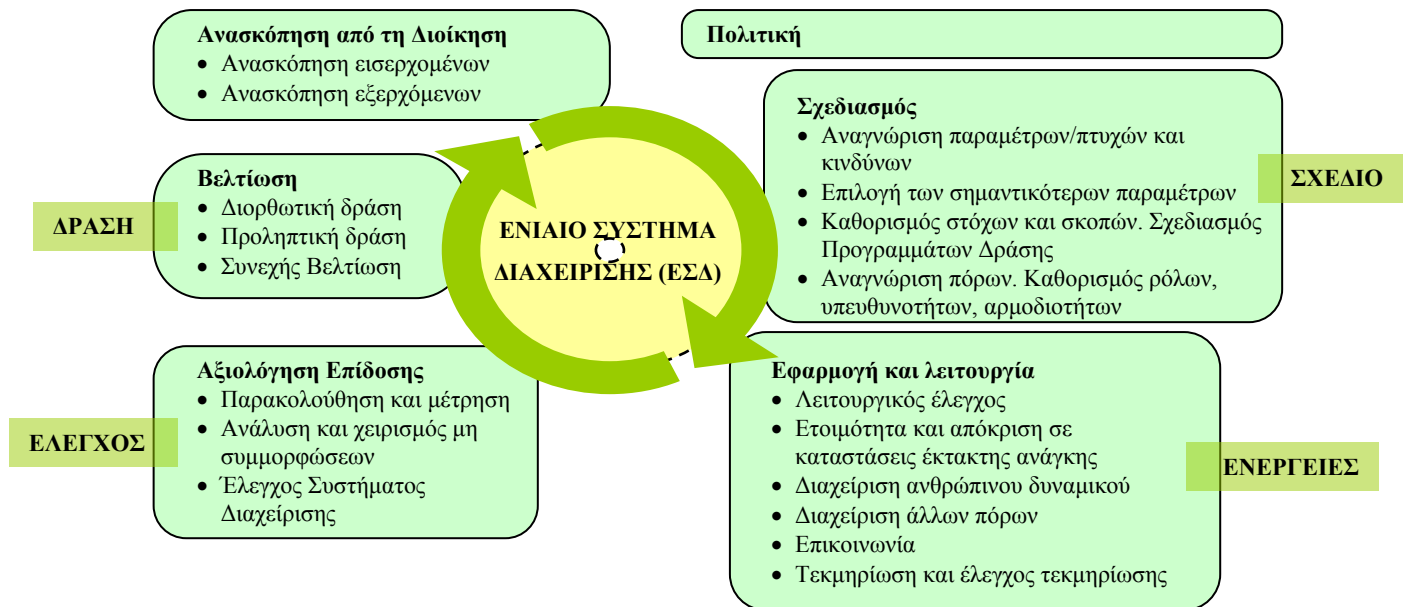 Ανασκόπηση από τη Διοίκηση
• Ανασκόπηση εισερχομένων
• Ανασκόπηση εξερχόμενων
Πολιτική
Σχεδιασμός
• Αναγνώριση παραμέτρων/πτυχών και
κινδύνων
• Επιλογή των σημαντικότερων παραμέτρων
• Καθορισμός στόχων και σκοπών. Σχεδιασμός
Προγραμμάτων Δράσης
• Αναγνώριση πόρων. Καθορισμός ρόλων,
υπευθυνοτήτων, αρμοδιοτήτων
ΣΧΕΔΙΟ
Βελτίωση
• Διορθωτική δράση
• Προληπτική δράση
• Συνεχής Βελτίωση
ΔΡΑΣΗ
ΕΝΙΑΙΟ ΣΥΣΤΗΜΑ
ΔΙΑΧΕΙΡΙΣΗΣ (ΕΣΔ)
Αξιολόγηση Επίδοσης
• Παρακολούθηση και μέτρηση
• Ανάλυση και χειρισμός μη
συμμορφώσεων
• Έλεγχος Συστήματος
Διαχείρισης
ΕΛΕΓΧΟΣ
Εφαρμογή και λειτουργία
• Λειτουργικός έλεγχος
• Ετοιμότητα και απόκριση σε
καταστάσεις έκτακτης ανάγκης
• Διαχείριση ανθρώπινου δυναμικού
• Διαχείριση άλλων πόρων
• Επικοινωνία
• Τεκμηρίωση και έλεγχος τεκμηρίωσης
ΕΝΕΡΓΕΙΕΣ